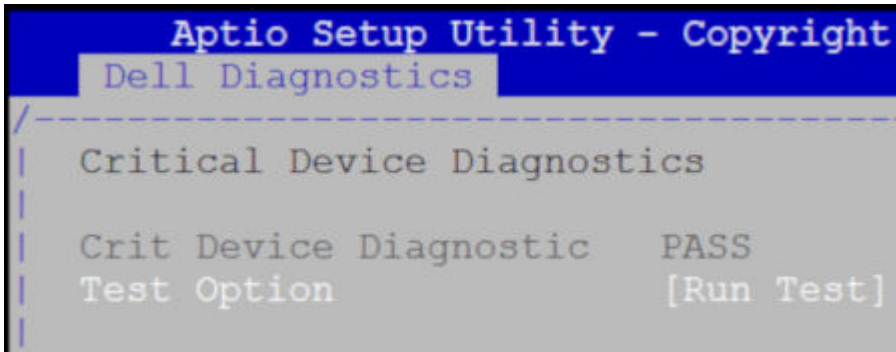 Aptio Setup Utility - Copyright
Dell Diagnostics
Critical Device Diagnostics
Crit Device Diagnostic PASS
Test Option [Run Test]